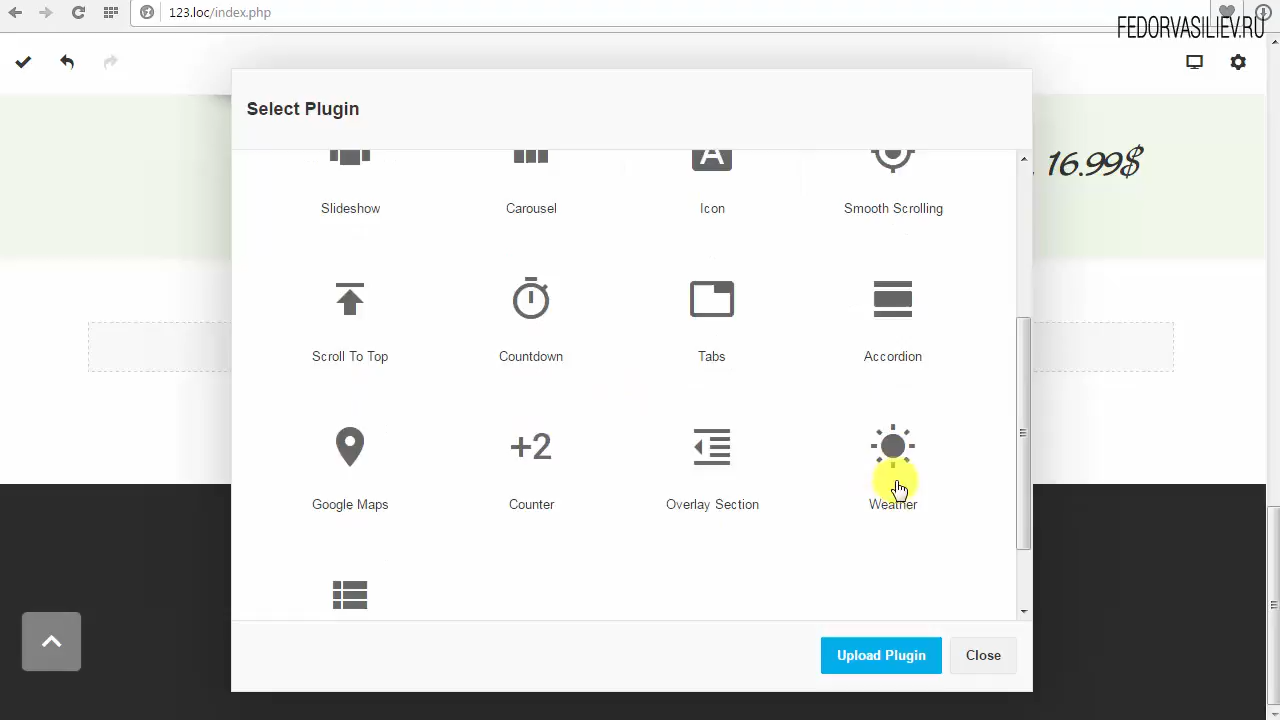 123.loc/index.php
FEDORVASILIEV.RU
Select Plugin
16.99$
Slideshow
Carousel
Icon
Smooth Scrolling
Scroll To Top
Countdown
Tabs
Accordion
+2
Google Maps
Counter
Overlay Section
Weather
Upload Plugin
Close